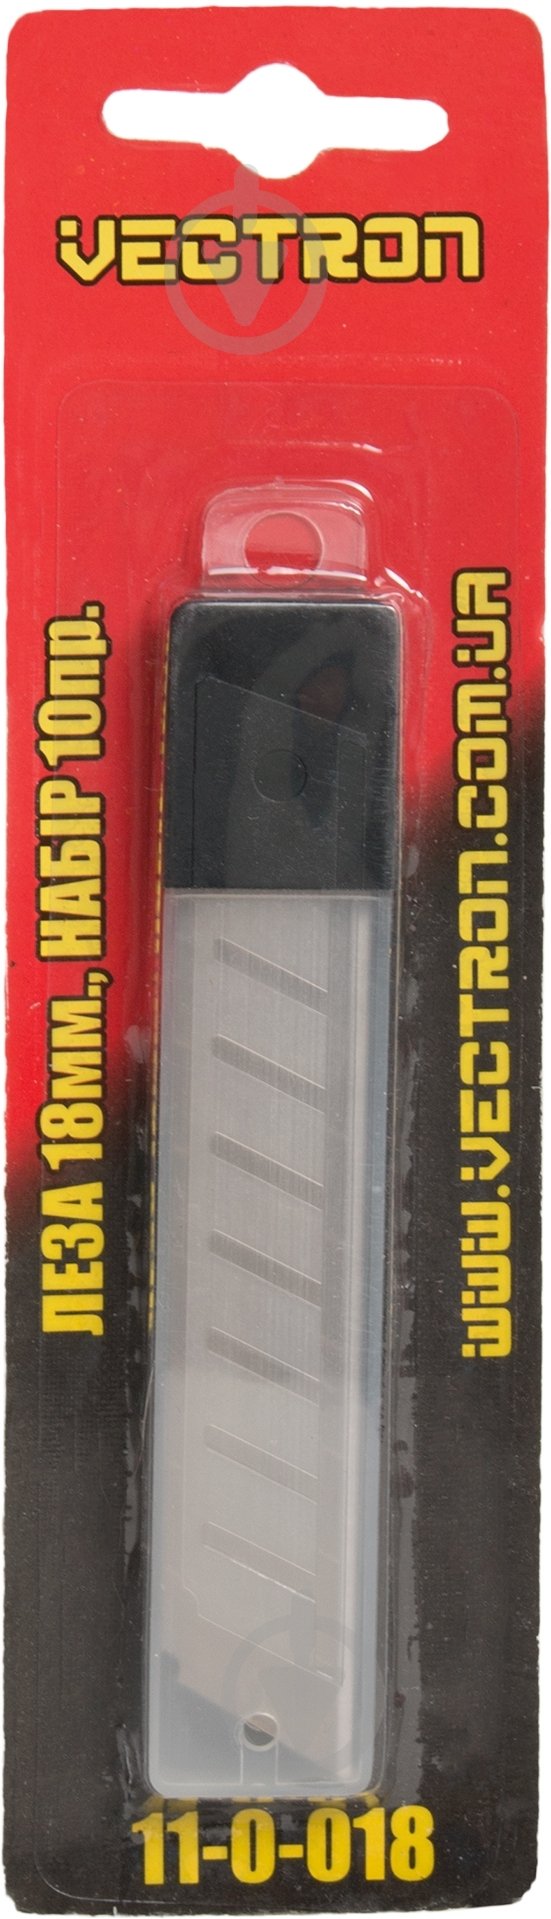 VECTRON
ЛЕЗА 18мм., НАБІР 10пр.
www.vectron.com.ua
11-0-018